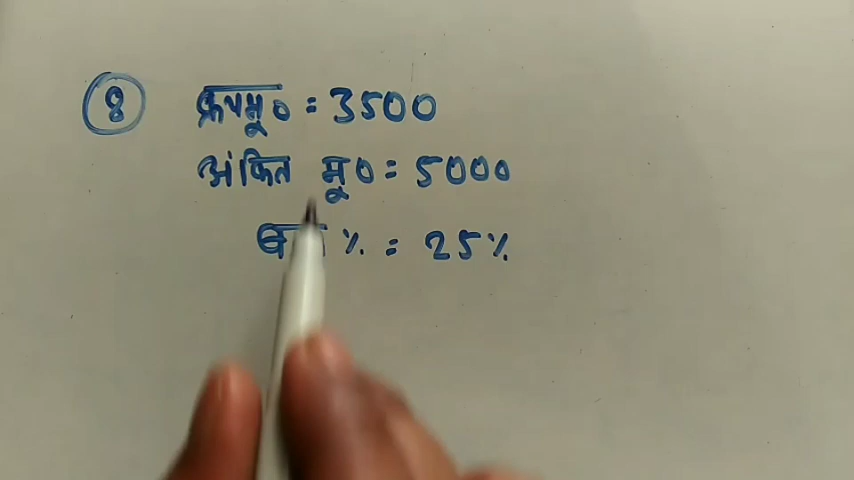 8 क्रयमू० = 3500
अंकित मू० = 5000
% = 25%